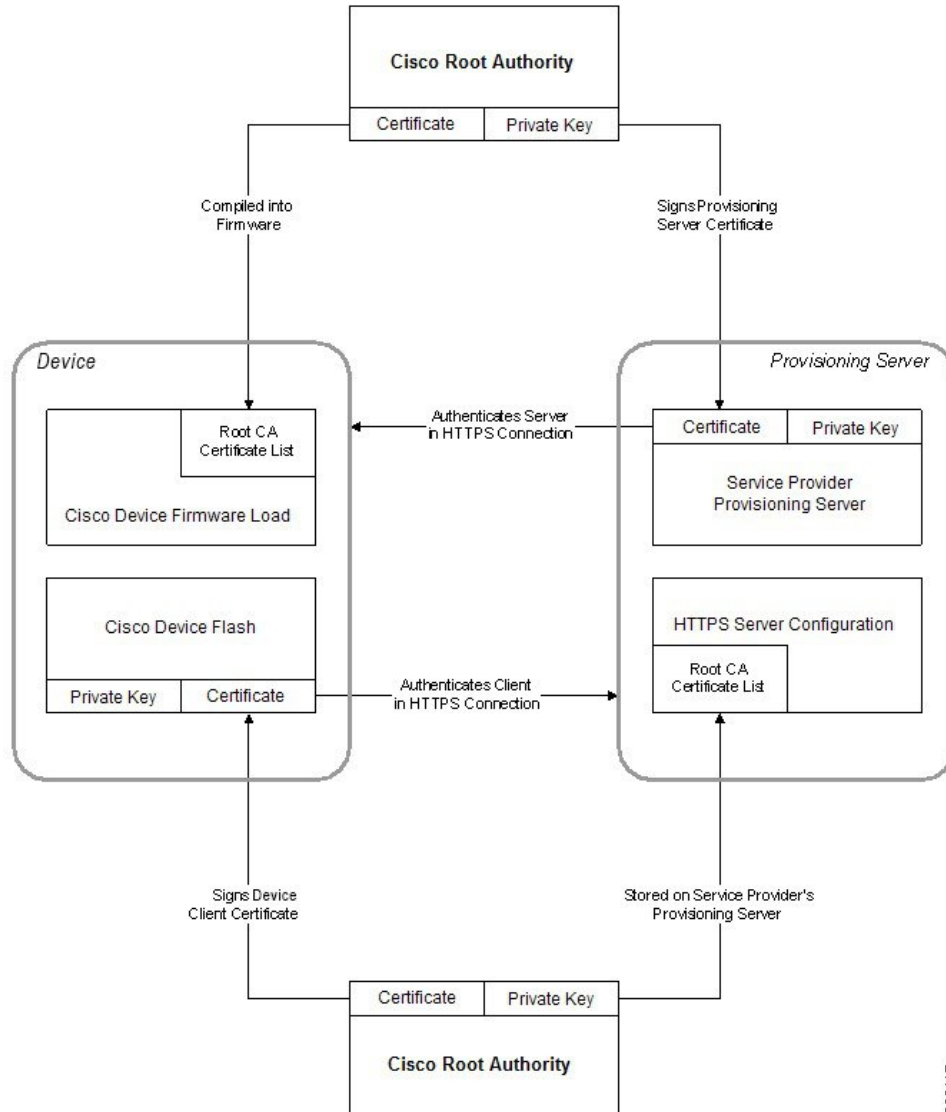 Cisco Root Authority
Certificate
Private Key
Compiled into
Firmware
Signs Provisioning
Server Certificate
Device
Provisioning Server
Root CA
Certificate List
Cisco Device Firmware Load
Authenticates Server
in HTTPS Connection
Certificate
Private Key
Service Provider
Provisioning Server
Cisco Device Flash
Private Key
Certificate
Authenticates Client
in HTTPS Connection
HTTPS Server Configuration
Root CA
Certificate List
Signs Device
Client Certificate
Stored on Service Provider's
Provisioning Server
Certificate
Private Key
Cisco Root Authority